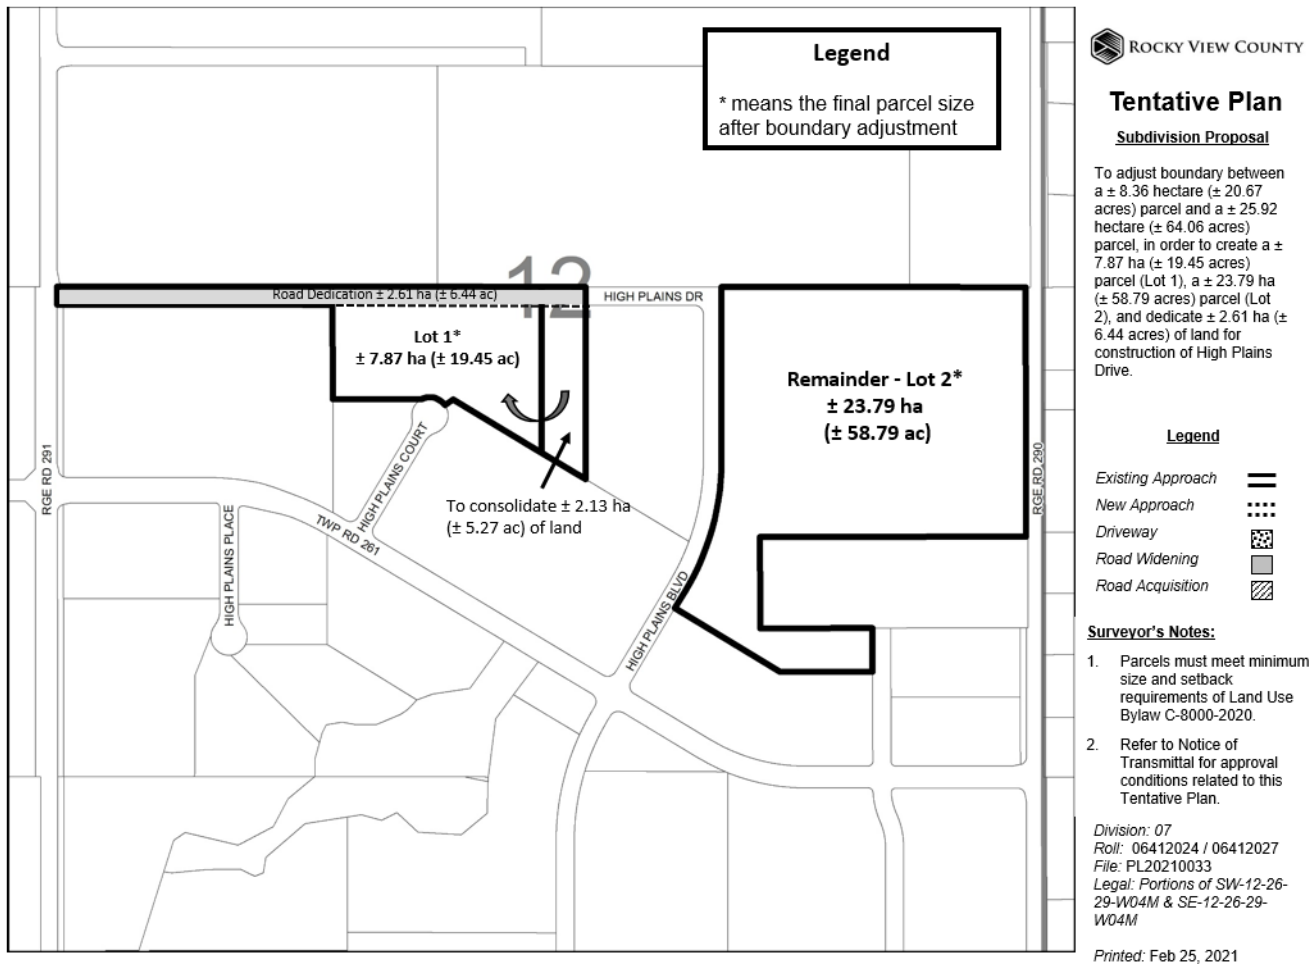 Legend
* means the final parcel size
after boundary adjustment
12
Road Dedication ± 2.61 ha (± 6.44 ac)
HIGH PLAINS DR
Lot 1*
± 7.87 ha (± 19.45 ac)
Remainder - Lot 2*
± 23.79 ha
(± 58.79 ac)
RGE RD 291
HIGH PLAINS COURT
RGE RD 290
To consolidate ± 2.13 ha
(± 5.27 ac) of land
HIGH PLAINS PLACE
TWP RD 261
HIGH PLAINS BLVD
ROCKY VIEW COUNTY
Tentative Plan
Subdivision Proposal
To adjust boundary between
a ± 8.36 hectare (± 20.67
acres) parcel and a ± 25.92
hectare (± 64.06 acres)
parcel, in order to create a ±
7.87 ha (± 19.45 acres)
parcel (Lot 1), a ± 23.79 ha
(± 58.79 acres) parcel (Lot
2), and dedicate ± 2.61 ha (±
6.44 acres) of land for
construction of High Plains
Drive.
Legend
Existing Approach
New Approach
Driveway
Road Widening
Road Acquisition
Surveyor's Notes:
1. Parcels must meet minimum
size and setback
requirements of Land Use
Bylaw C-8000-2020.
2. Refer to Notice of
Transmittal for approval
conditions related to this
Tentative Plan.
Division: 07
Roll: 06412024 / 06412027
File: PL20210033
Legal: Portions of SW-12-26-
29-W04M & SE-12-26-29-
W04M
Printed: Feb 25, 2021